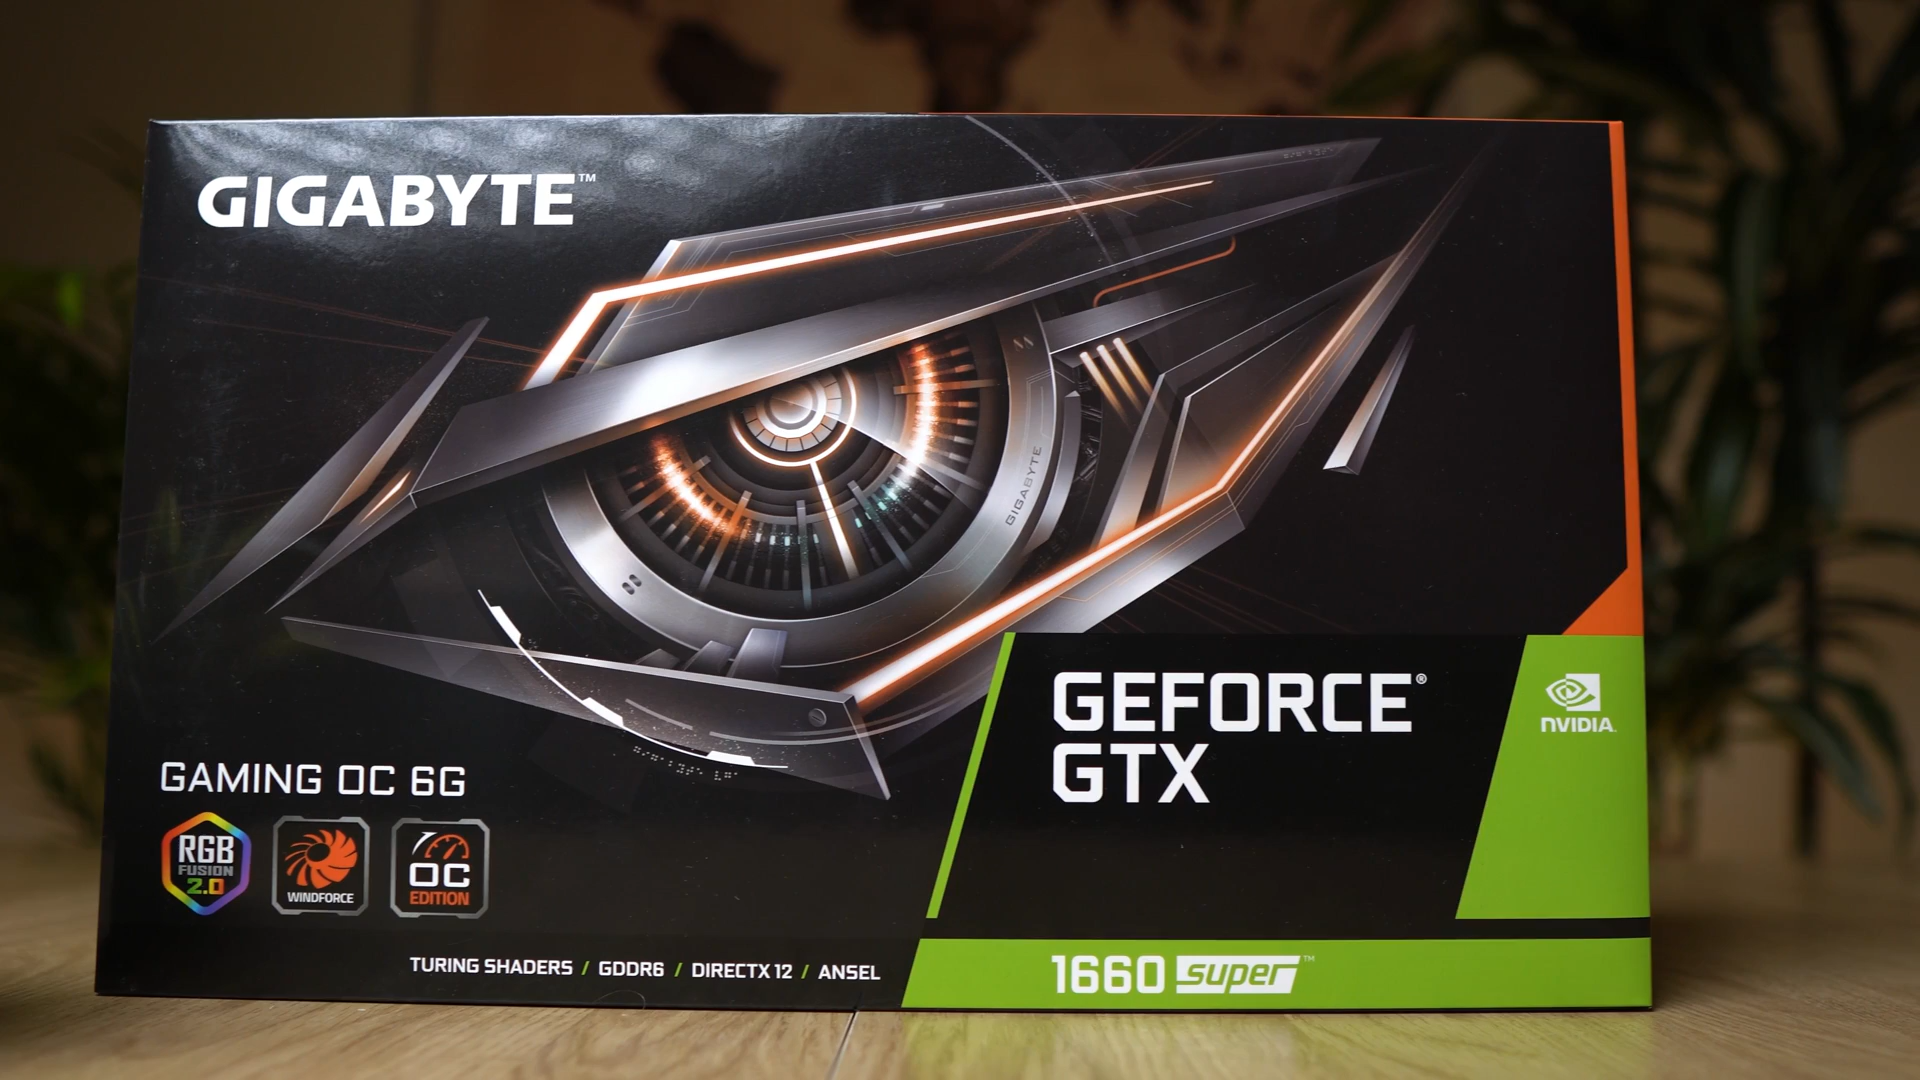 GIGABYTE™
GIGABYTE
GEFORCE®
GTX
NVIDIA.
GAMING OC 6G
RGB
FUSION
2.0
WINDFORCE
OC
EDITION
TURING SHADERS / GDDR6 / DIRECTX 12 / ANSEL
1660 SUPER™